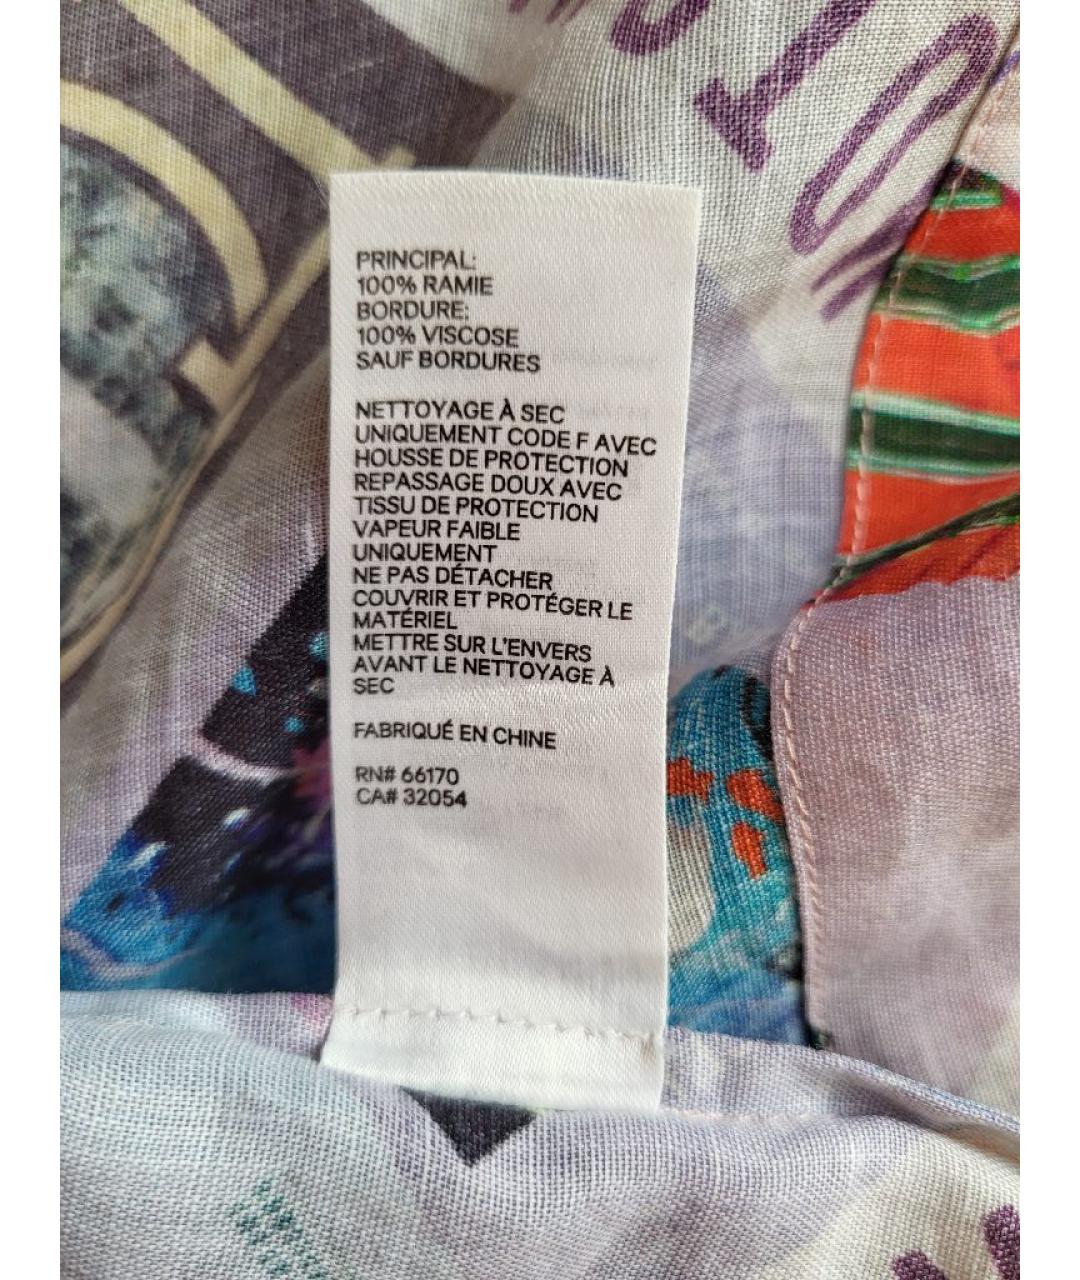 PRINCIPAL:
100% RAMIE
BORDURE:
100% VISCOSE
SAUF BORDURES
NETTOYAGE À SEC
UNIQUEMENT CODE F AVEC
HOUSSE DE PROTECTION
REPASSAGE DOUX AVEC
TISSU DE PROTECTION
VAPEUR FAIBLE
UNIQUEMENT
NE PAS DÉTACHER
COUVRIR ET PROTÉGER LE
MATÉRIEL
METTRE SUR L'ENVERS
AVANT LE NETTOYAGE À
SEC
FABRIQUÉ EN CHINE
RN# 66170
CA# 32054